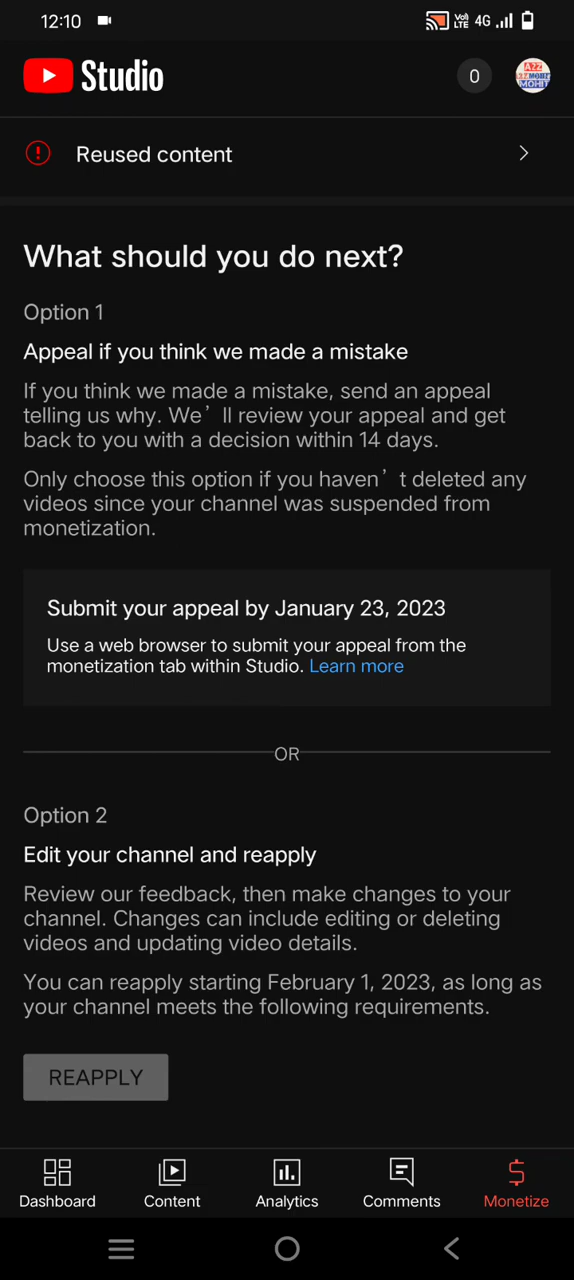 12:10
Vo) LTE 4G
Studio
0
A2Z
MOHIT
Reused content
What should you do next?
Option 1
Appeal if you think we made a mistake
If you think we made a mistake, send an appeal
telling us why. We’ll review your appeal and get
back to you with a decision within 14 days.
Only choose this option if you haven’t deleted any
videos since your channel was suspended from
monetization.
Submit your appeal by January 23, 2023
Use a web browser to submit your appeal from the
monetization tab within Studio. Learn more
OR
Option 2
Edit your channel and reapply
Review our feedback, then make changes to your
channel. Changes can include editing or deleting
videos and updating video details.
You can reapply starting February 1, 2023, as long as
your channel meets the following requirements.
REAPPLY
Dashboard
Content
Analytics
Comments
Monetize